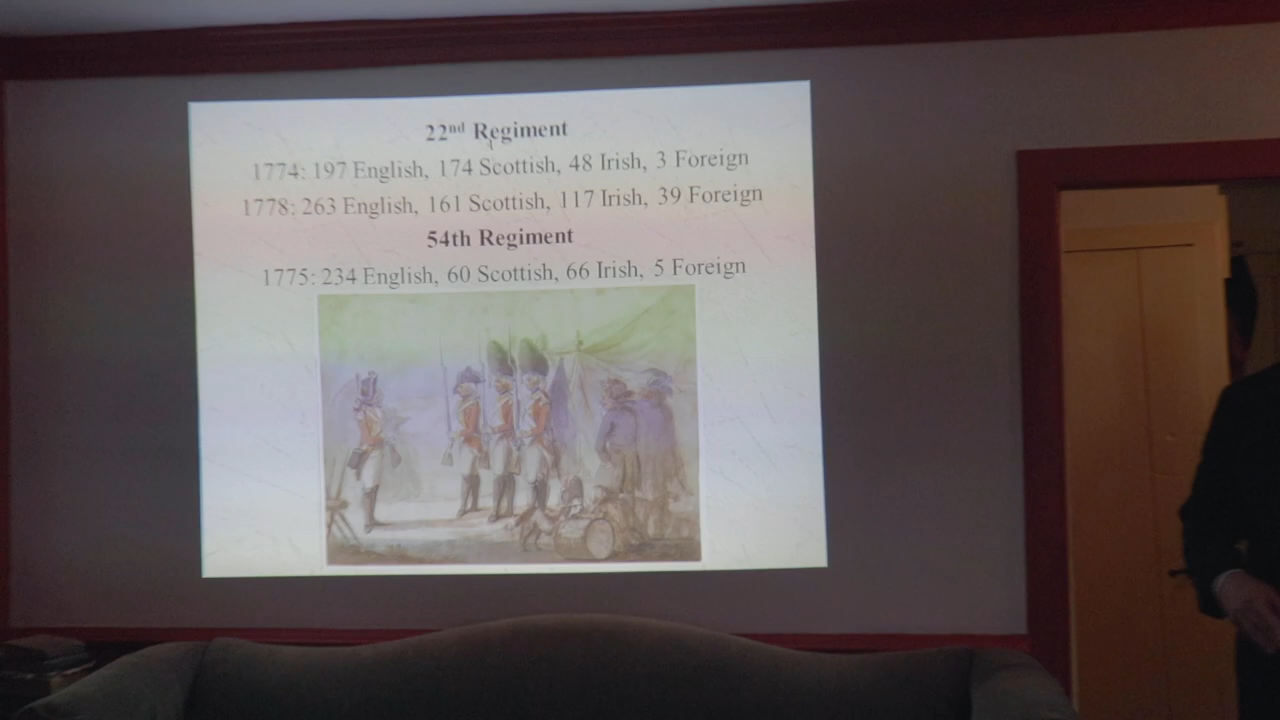 22nd Regiment
1774: 197 English, 174 Scottish, 48 Irish, 3 Foreign
1778: 263 English, 161 Scottish, 117 Irish, 39 Foreign
54th Regiment
1775: 234 English, 60 Scottish, 66 Irish, 5 Foreign